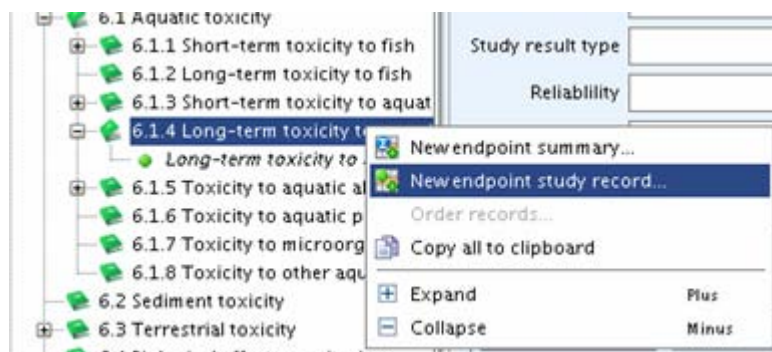 6.1 Aquatic toxicity
6.1.1 Short-term toxicity to fish
6.1.2 Long-term toxicity to fish
6.1.3 Short-term toxicity to aquat
6.1.4 Long-term toxicity to
Long-term toxicity to
6.1.5 Toxicity to aquatic al
6.1.6 Toxicity to aquatic p
6.1.7 Toxicity to microorg
6.1.8 Toxicity to other aqu
6.2 Sediment toxicity
6.3 Terrestrial toxicity
Study result type
Reliablility
New endpoint summary...
New endpoint study record...
Order records...
Copy all to clipboard
Expand Plus
Collapse Minus